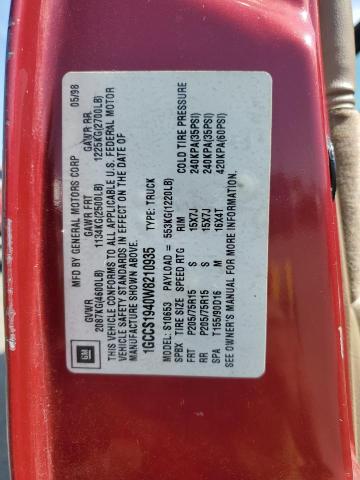 MFD BY GENERAL MOTORS CORP 05/98
GVWR GAWR FRT GAWR RR
2087KG(4600LB) 1134KG(2500LB) 1225KG(2700LB)
THIS VEHICLE CONFORMS TO ALL APPLICABLE U.S. FEDERAL MOTOR
VEHICLE SAFETY STANDARDS IN EFFECT ON THE DATE OF
MANUFACTURE SHOWN ABOVE.
1GCCS1940W8210935 TYPE: TRUCK
MODEL: S10653 PAYLOAD = 553KG(1220LB)
SPBX TIRE SIZE SPEED RTG RIM COLD TIRE PRESSURE
FRT P205/75R15 S 15X7J 240KPA(35PSI)
RR P205/75R15 S 15X7J 240KPA(35PSI)
SPA T155/90D16 M 16X4T 420KPA(60PSI)
SEE OWNER'S MANUAL FOR MORE INFORMATION.
GM